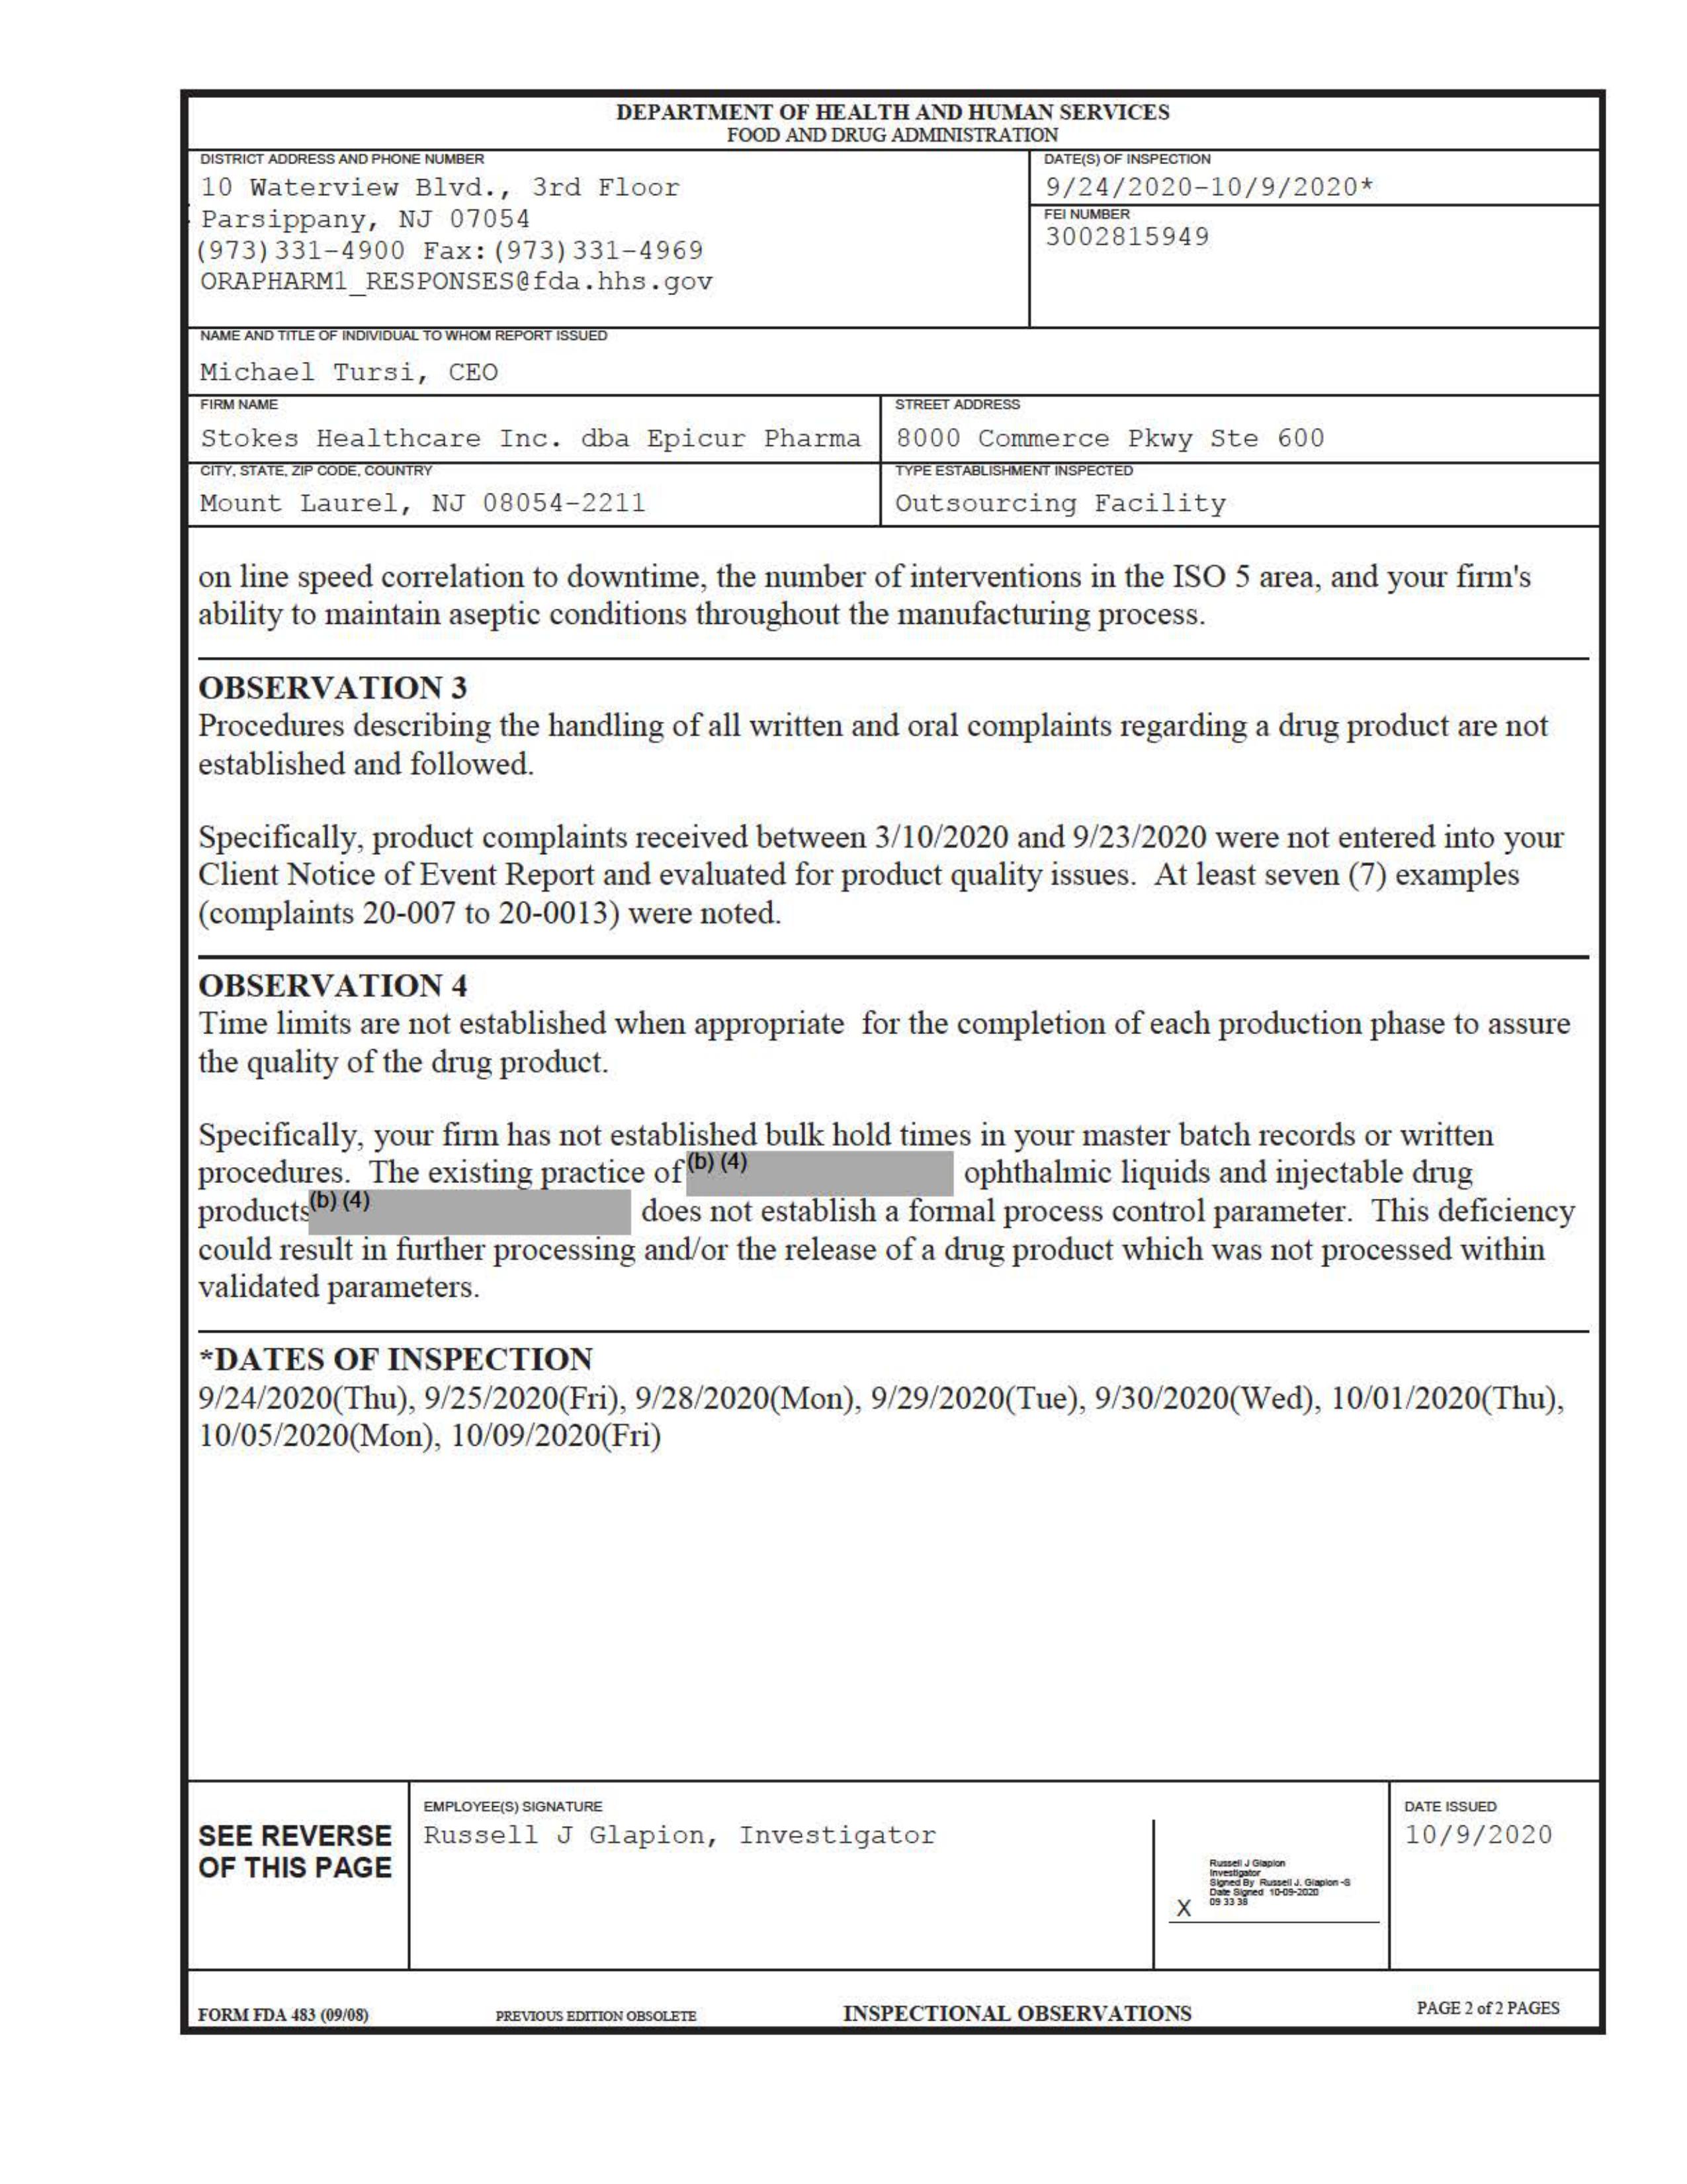 DEPARTMENT OF HEALTH AND HUMAN SERVICES
FOOD AND DRUG ADMINISTRATION
DISTRICT ADDRESS AND PHONE NUMBER
10 Waterview Blvd., 3rd Floor
Parsippany, NJ 07054
(973)331-4900 Fax:(973)331-4969
ORAPHARM1_RESPONSES@fda.hhs.gov
DATE(S) OF INSPECTION
9/24/2020-10/9/2020*
FEI NUMBER
3002815949
NAME AND TITLE OF INDIVIDUAL TO WHOM REPORT ISSUED
Michael Tursi, CEO
FIRM NAME
Stokes Healthcare Inc. dba Epicur Pharma
STREET ADDRESS
8000 Commerce Pkwy Ste 600
CITY, STATE, ZIP CODE, COUNTRY
Mount Laurel, NJ 08054-2211
TYPE ESTABLISHMENT INSPECTED
Outsourcing Facility
on line speed correlation to downtime, the number of interventions in the ISO 5 area, and your firm's
ability to maintain aseptic conditions throughout the manufacturing process.
OBSERVATION 3
Procedures describing the handling of all written and oral complaints regarding a drug product are not
established and followed.
Specifically, product complaints received between 3/10/2020 and 9/23/2020 were not entered into your
Client Notice of Event Report and evaluated for product quality issues. At least seven (7) examples
(complaints 20-007 to 20-0013) were noted.
OBSERVATION 4
Time limits are not established when appropriate for the completion of each production phase to assure
the quality of the drug product.
Specifically, your firm has not established bulk hold times in your master batch records or written
procedures. The existing practice of (b) (4) ophthalmic liquids and injectable drug
products (b) (4) does not establish a formal process control parameter. This deficiency
could result in further processing and/or the release of a drug product which was not processed within
validated parameters.
*DATES OF INSPECTION
9/24/2020(Thu), 9/25/2020(Fri), 9/28/2020(Mon), 9/29/2020(Tue), 9/30/2020(Wed), 10/01/2020(Thu),
10/05/2020(Mon), 10/09/2020(Fri)
SEE REVERSE
OF THIS PAGE
EMPLOYEE(S) SIGNATURE
Russell J Glapion, Investigator
Russell J Glapion
Investigator
Signed By Russell J. Glapion -S
Date Signed 10-09-2020
09 33 38
X
DATE ISSUED
10/9/2020
FORM FDA 483 (09/08)
PREVIOUS EDITION OBSOLETE
INSPECTIONAL OBSERVATIONS
PAGE 2 of 2 PAGES